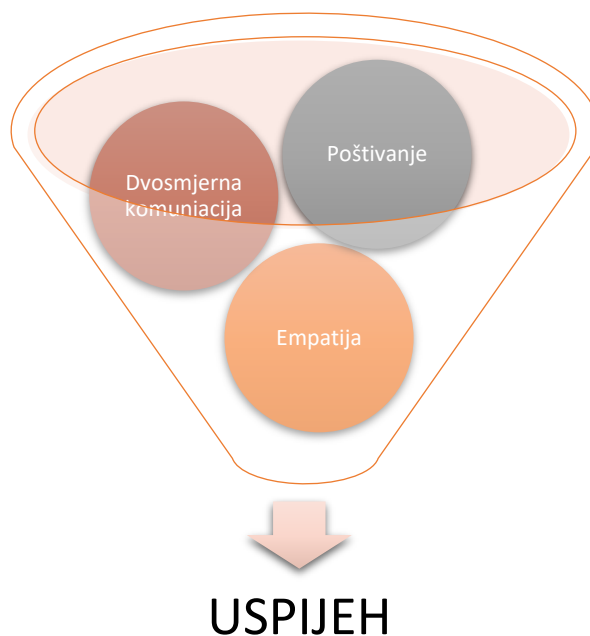 Poštivanje
Dvosmjerna
komuniacija
Empatija
USPIJEH